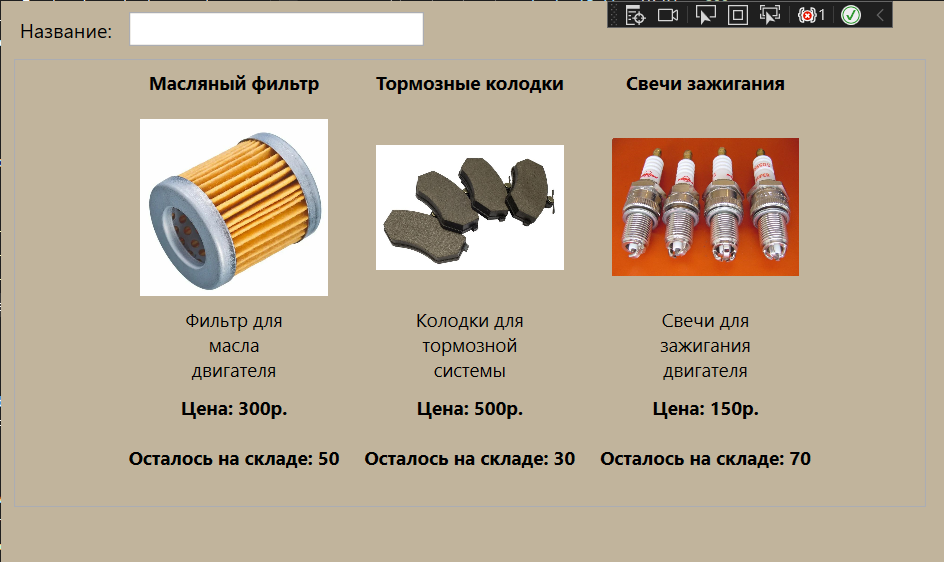 Название:
1
Масляный фильтр
Тормозные колодки
Свечи зажигания
Фильтр для
масла
двигателя
Колодки для
тормозной
системы
Свечи для
зажигания
двигателя
Цена: 300р.
Цена: 500р.
Цена: 150р.
Осталось на складе: 50
Осталось на складе: 30
Осталось на складе: 70